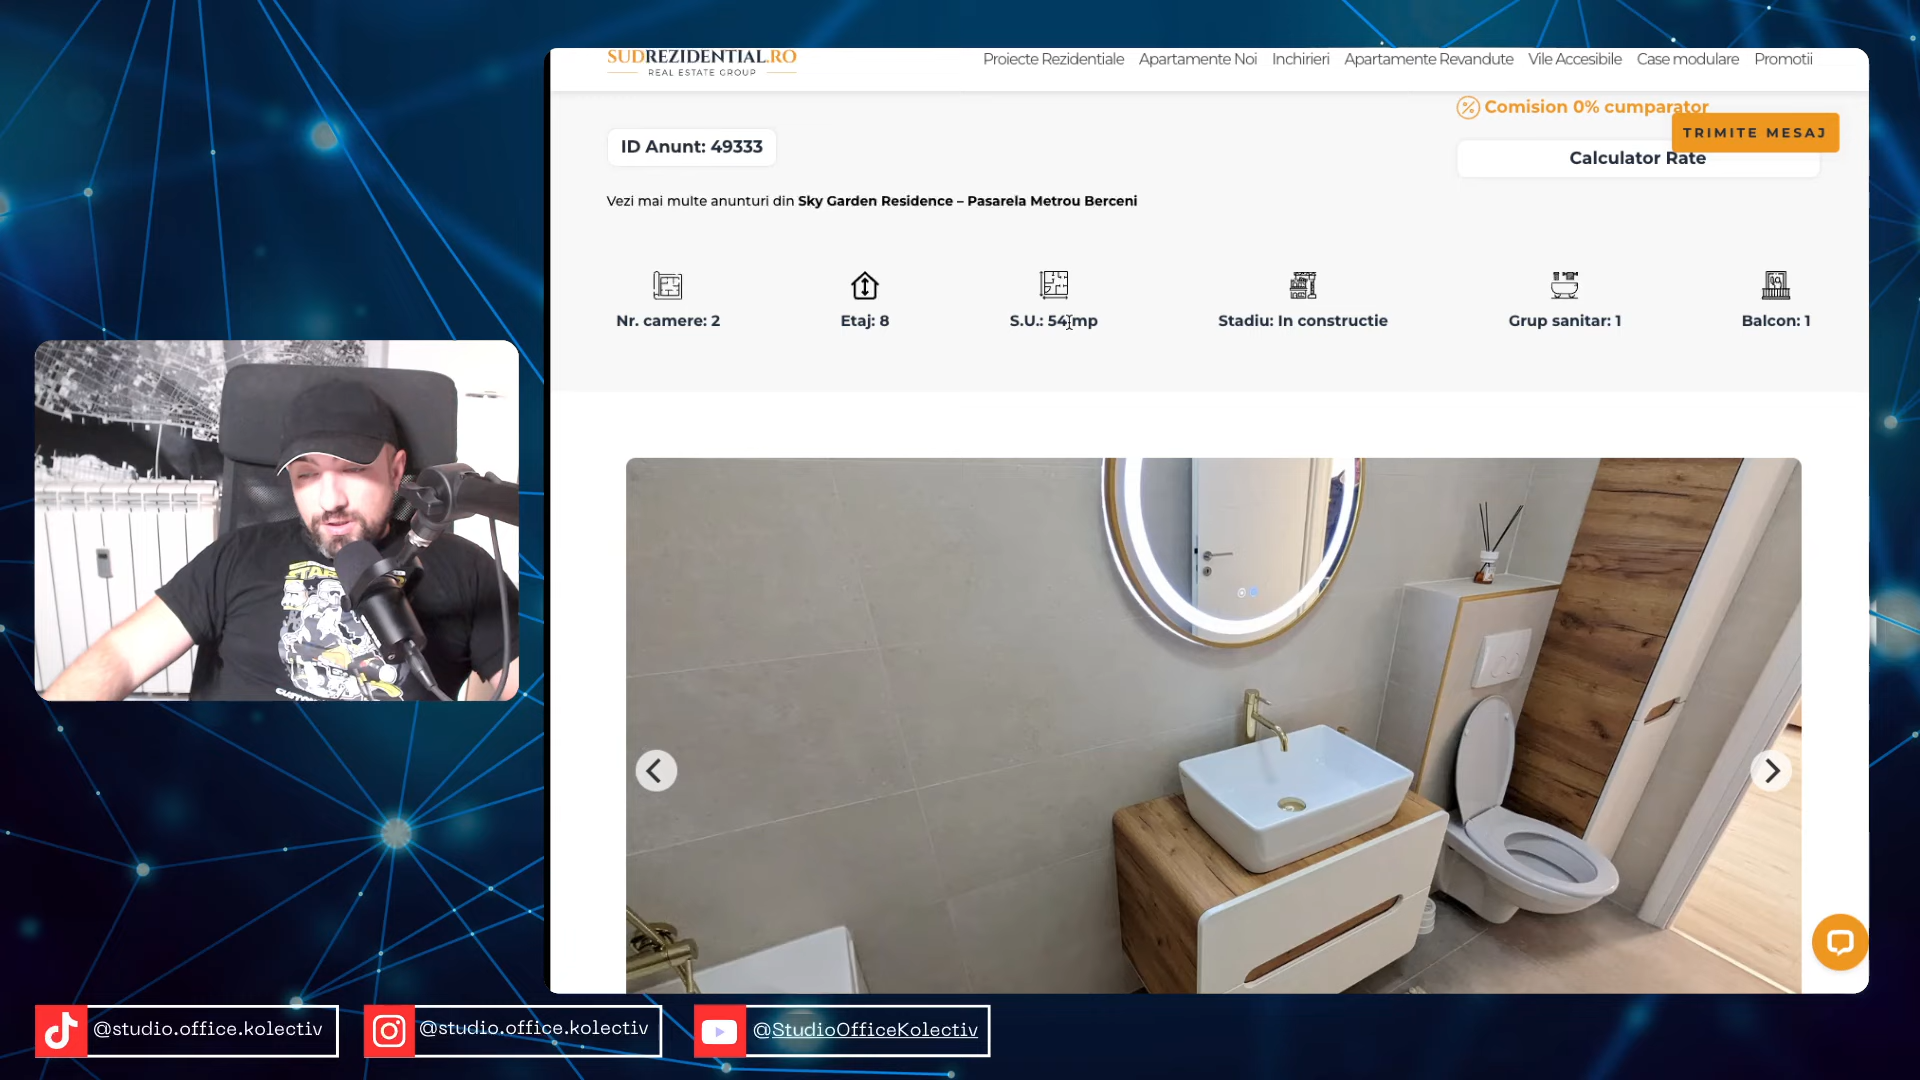 SUDREZIDENTIAL.RO
REAL ESTATE GROUP
Proiecte Rezidentiale Apartamente Noi Inchirieri Apartamente Revandute Vile Accesibile Case modulare Promotii
Comision 0% cumparator
TRIMITE MESAJ
ID Anunt: 49333
Calculator Rate
Vezi mai multe anunturi din Sky Garden Residence – Pasarela Metrou Berceni
Nr. camere: 2
Etaj: 8
S.U.: 54 mp
Stadiu: In constructie
Grup sanitar: 1
Balcon: 1
STAR
@studio.office.kolectiv
@studio.office.kolectiv
@StudioOfficeKolectiv